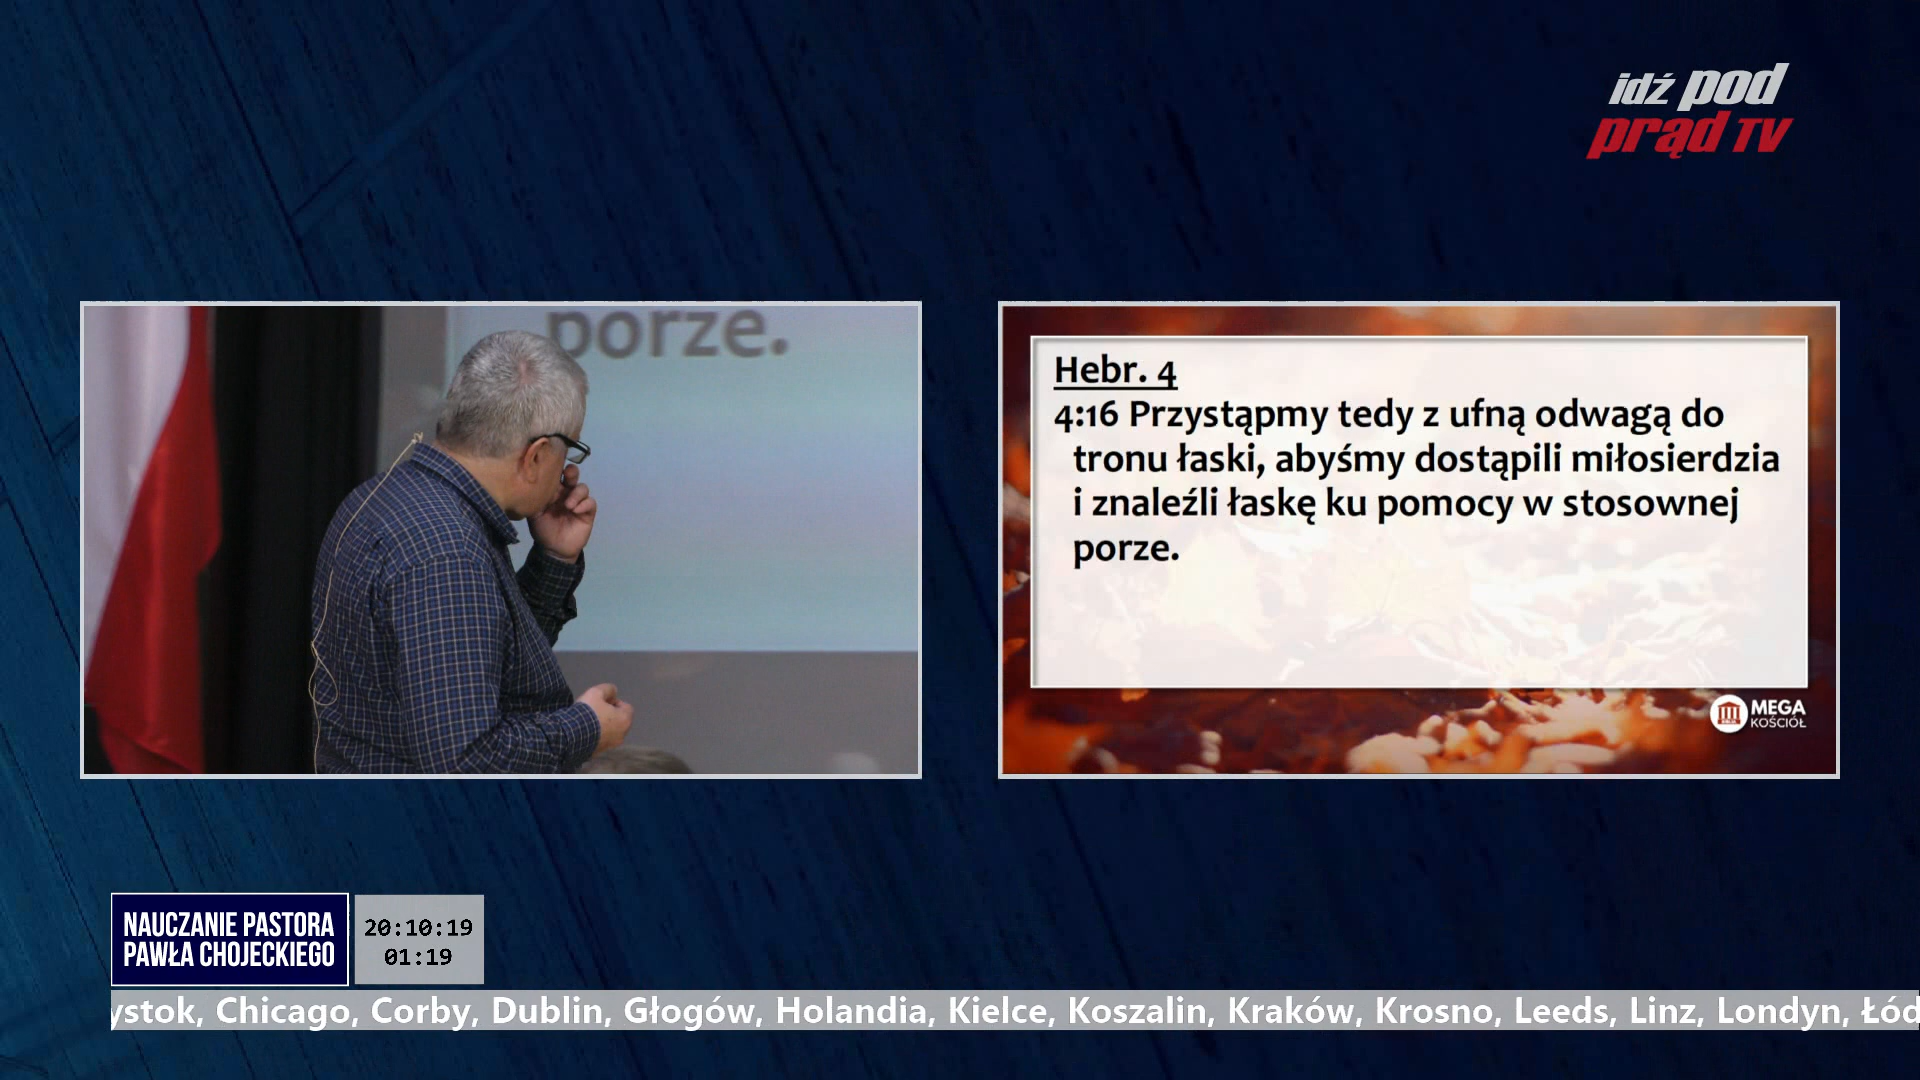 idź pod
prąd TV
porze.
Hebr. 4
4:16 Przystąpmy tedy z ufną odwagą do
tronu łaski, abyśmy dostąpili miłosierdzia
i znaleźli łaskę ku pomocy w stosownej
porze.
MEGA
KOŚCIÓŁ
NAUCZANIE PASTORA
PAWŁA CHOJECKIEGO
20:10:19
01:19
ystok, Chicago, Corby, Dublin, Głogów, Holandia, Kielce, Koszalin, Kraków, Krosno, Leeds, Linz, Londyn, Łód